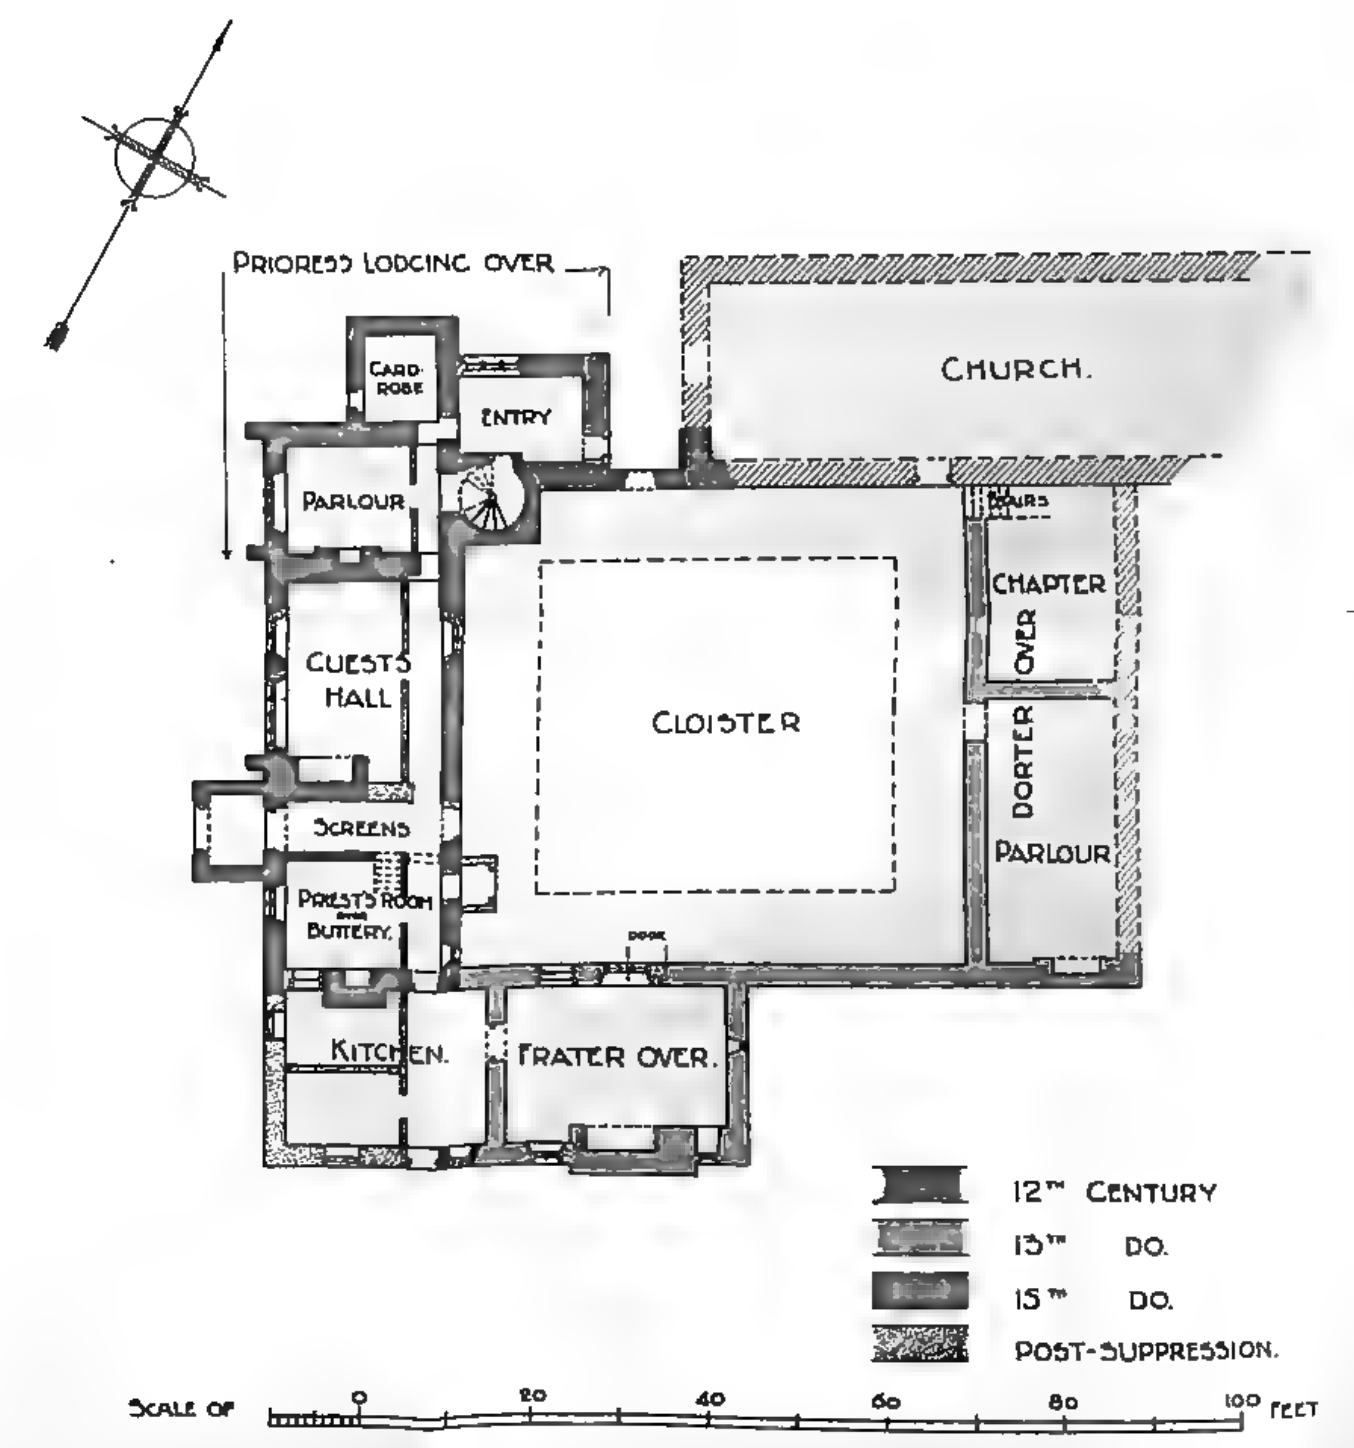 PRIORESS LODGING OVER
CHURCH.
GARD-
ROBE
ENTRY
PARLOUR
CHAPTER
DORTER OVER
GUESTS
HALL
CLOISTER
SCREENS
PARLOUR
PRIEST'S ROOM
OVER
BUTTERY.
DOOR
KITCHEN.
FRATER OVER.
12TH CENTURY
13TH DO.
15TH DO.
POST-SUPPRESSION.
SCALE OF 0 20 40 60 80 100 FEET